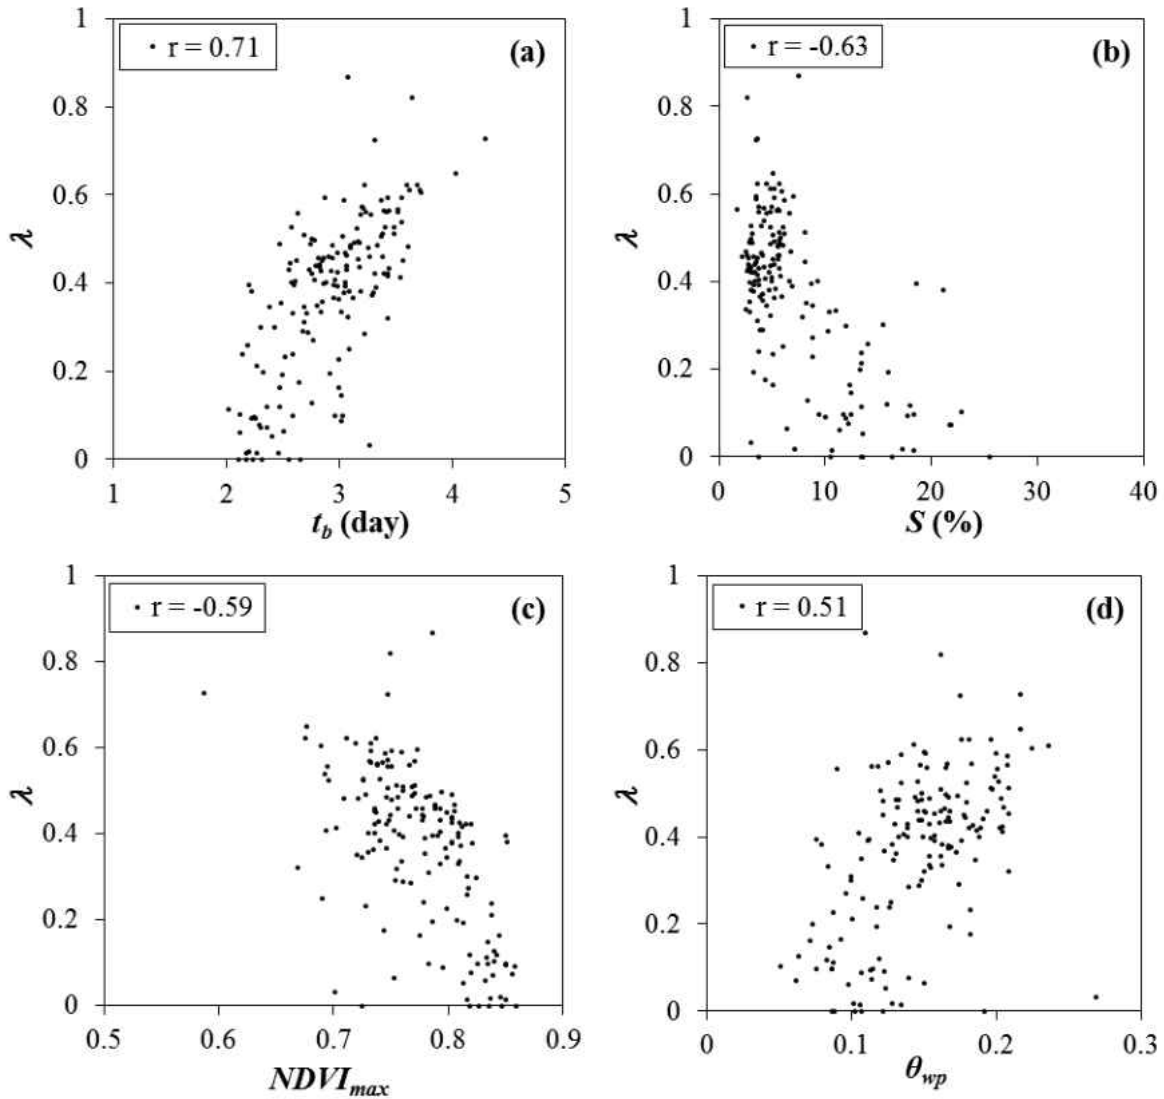 1
r = 0.71
(a)
0.8
0.6
λ
0.4
0.2
0
1
2
3
4
5
t_b (day)
1
r = -0.63
(b)
0.8
0.6
λ
0.4
0.2
0
0
10
20
30
40
S (%)
1
r = -0.59
(c)
0.8
0.6
λ
0.4
0.2
0
0.5
0.6
0.7
0.8
0.9
NDVI_max
1
r = 0.51
(d)
0.8
0.6
λ
0.4
0.2
0
0
0.1
0.2
0.3
θ_wp